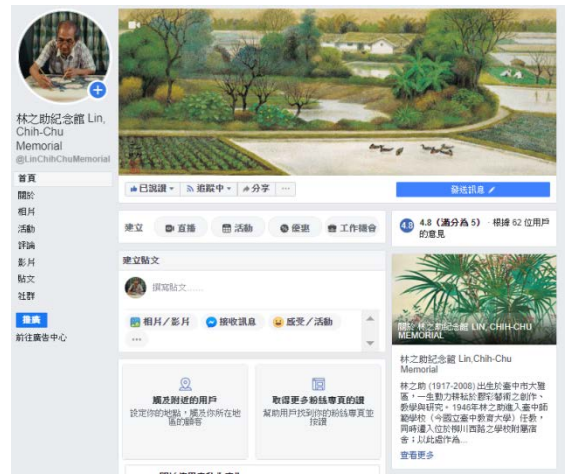 林之助紀念館 Lin,
Chih-Chu
Memorial
@LinChihChuMemorial
首頁
關於
相片
活動
評論
影片
貼文
社群
推廣
前往廣告中心
已說讚 追蹤中 分享 ...
發送訊息
建立 直播 活動 優惠 工作機會
建立貼文
撰寫貼文......
相片/影片 接收訊息 感受/活動
...
觸及附近的用戶
設定你的地點,觸及你所在地
區的顧客
取得更多粉絲專頁的讚
幫助用戶找到你的粉絲專頁並
按讚
4.8 4.8(滿分為 5)· 根據 62 位用戶
的意見
關於 林之助紀念館 LIN, CHIH-CHU
MEMORIAL
林之助紀念館 Lin,Chih-Chu
Memorial
林之助 (1917-2008) 出生於臺中市大雅
區,一生勠力耕耘於膠彩藝術之創作、
教學與研究。1946年林之助進入臺中師
範學校(今國立臺中教育大學)任教,
同時遷入位於柳川西路之學校附屬宿
舍;以此處作為...
查看更多